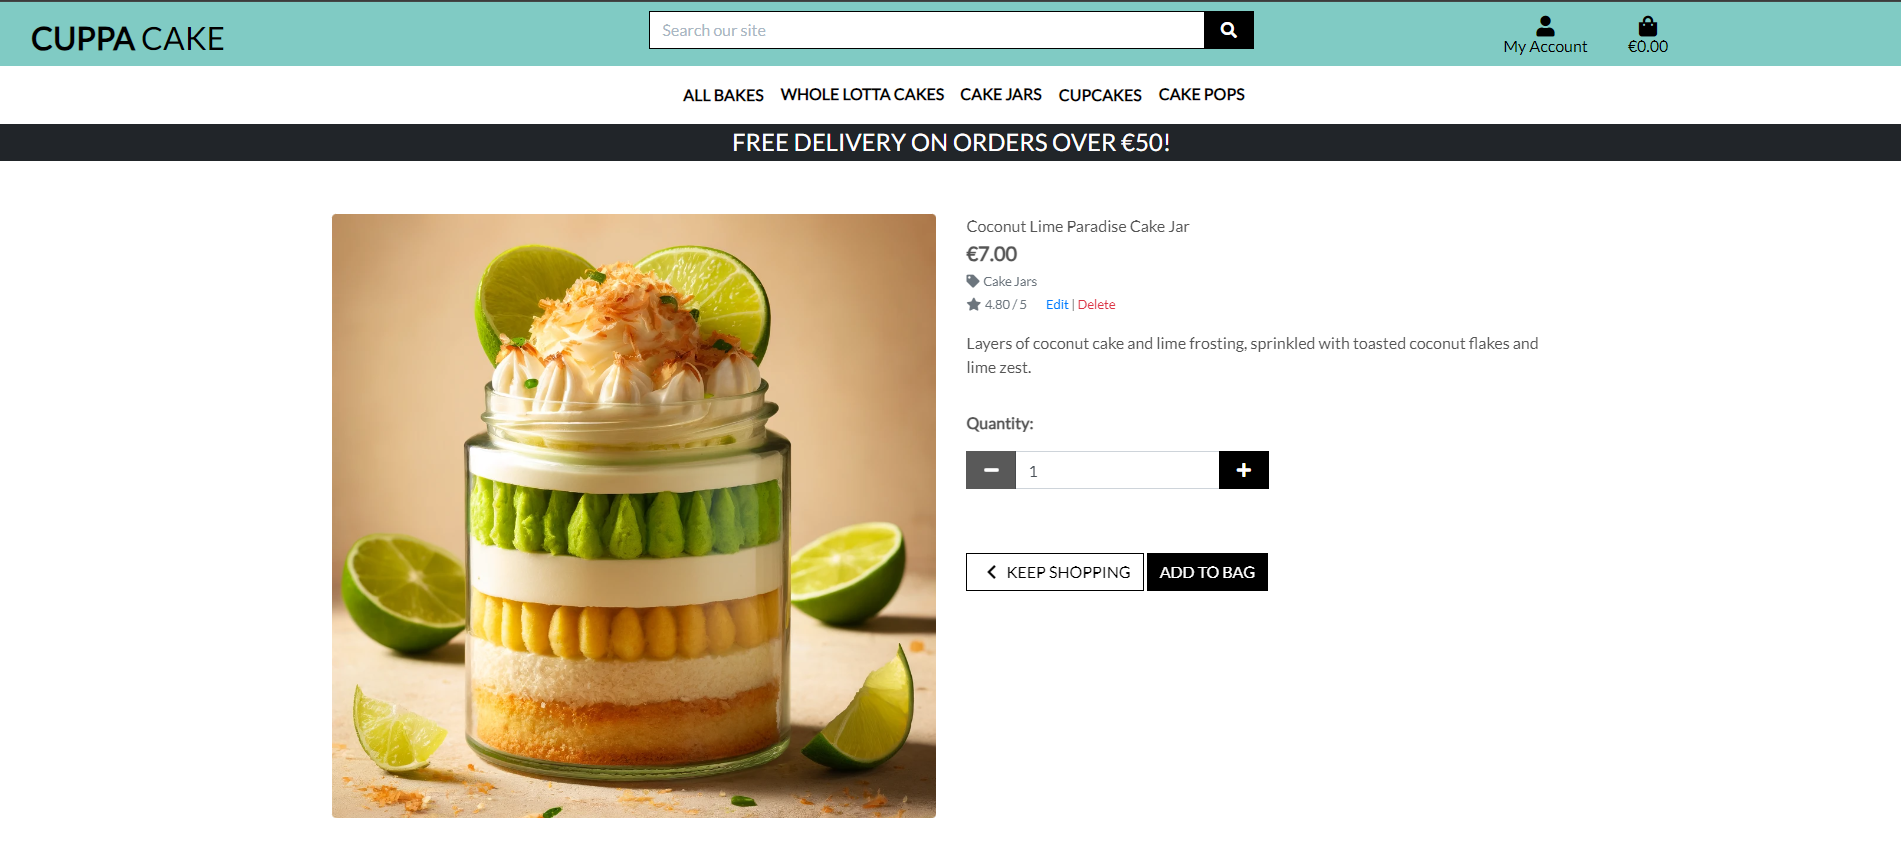 CUPPA CAKE
Search our site
My Account
€0.00
ALL BAKES WHOLE LOTTA CAKES CAKE JARS CUPCAKES CAKE POPS
FREE DELIVERY ON ORDERS OVER €50!
Coconut Lime Paradise Cake Jar
€7.00
Cake Jars
4.80 / 5 Edit | Delete
Layers of coconut cake and lime frosting, sprinkled with toasted coconut flakes and
lime zest.
Quantity:
1
KEEP SHOPPING ADD TO BAG